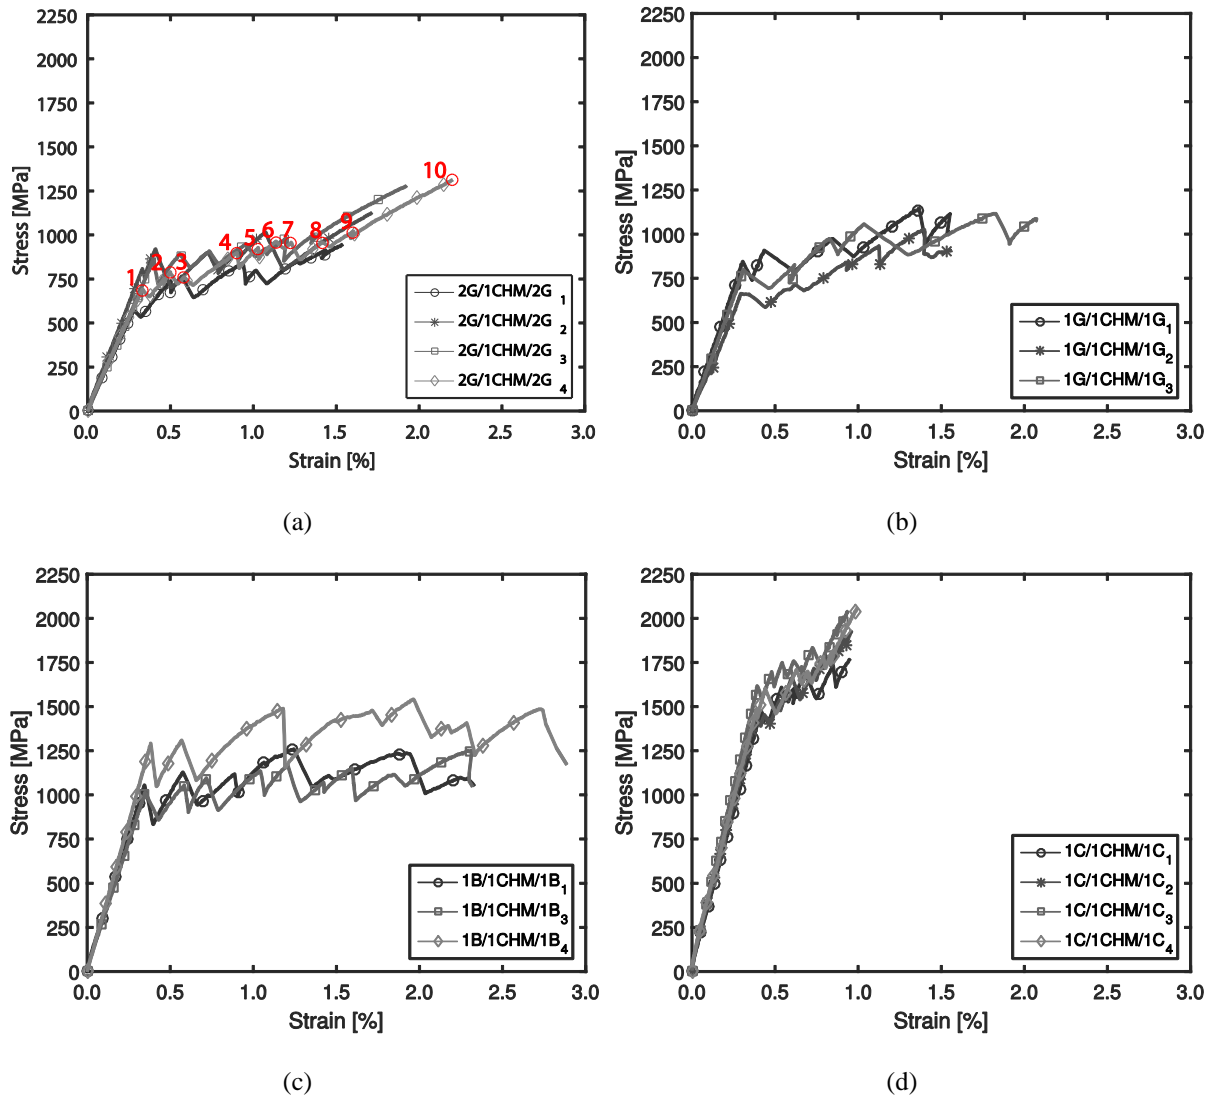 2250
2000
1750
1500
1250
1000
750
500
250
0
Stress [MPa]
0.0 0.5 1.0 1.5 2.0 2.5 3.0
Strain [%]
1 2 3 4 5 6 7 8 9 10
2G/1CHM/2G 1
2G/1CHM/2G 2
2G/1CHM/2G 3
2G/1CHM/2G 4
(a)
2250
2000
1750
1500
1250
1000
750
500
250
0
Stress [MPa]
0.0 0.5 1.0 1.5 2.0 2.5 3.0
Strain [%]
1G/1CHM/1G1
1G/1CHM/1G2
1G/1CHM/1G3
(b)
2250
2000
1750
1500
1250
1000
750
500
250
0
Stress [MPa]
0.0 0.5 1.0 1.5 2.0 2.5 3.0
Strain [%]
1B/1CHM/1B1
1B/1CHM/1B3
1B/1CHM/1B4
(c)
2250
2000
1750
1500
1250
1000
750
500
250
0
Stress [MPa]
0.0 0.5 1.0 1.5 2.0 2.5 3.0
Strain [%]
1C/1CHM/1C1
1C/1CHM/1C2
1C/1CHM/1C3
1C/1CHM/1C4
(d)